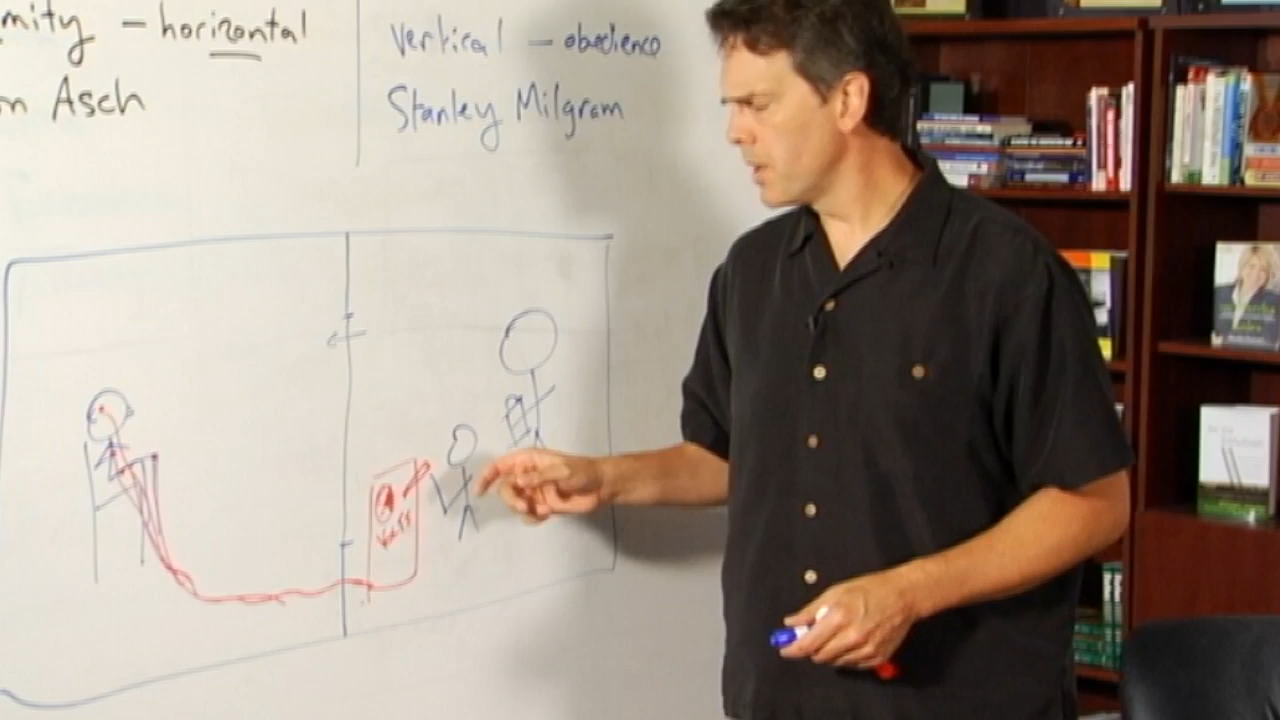 mity – horizontal
n Asch
Vertical – obedience
Stanley Milgram